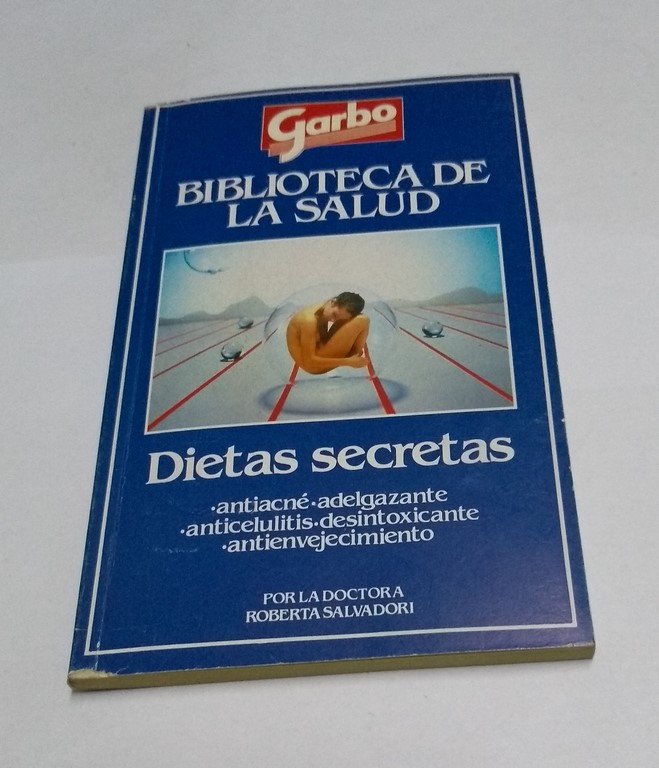 Garbo
BIBLIOTECA DE
LA SALUD
Dietas secretas
•antiacné•adelgazante
•anticelulitis•desintoxicante
•antienvejecimiento
POR LA DOCTORA
ROBERTA SALVADORI